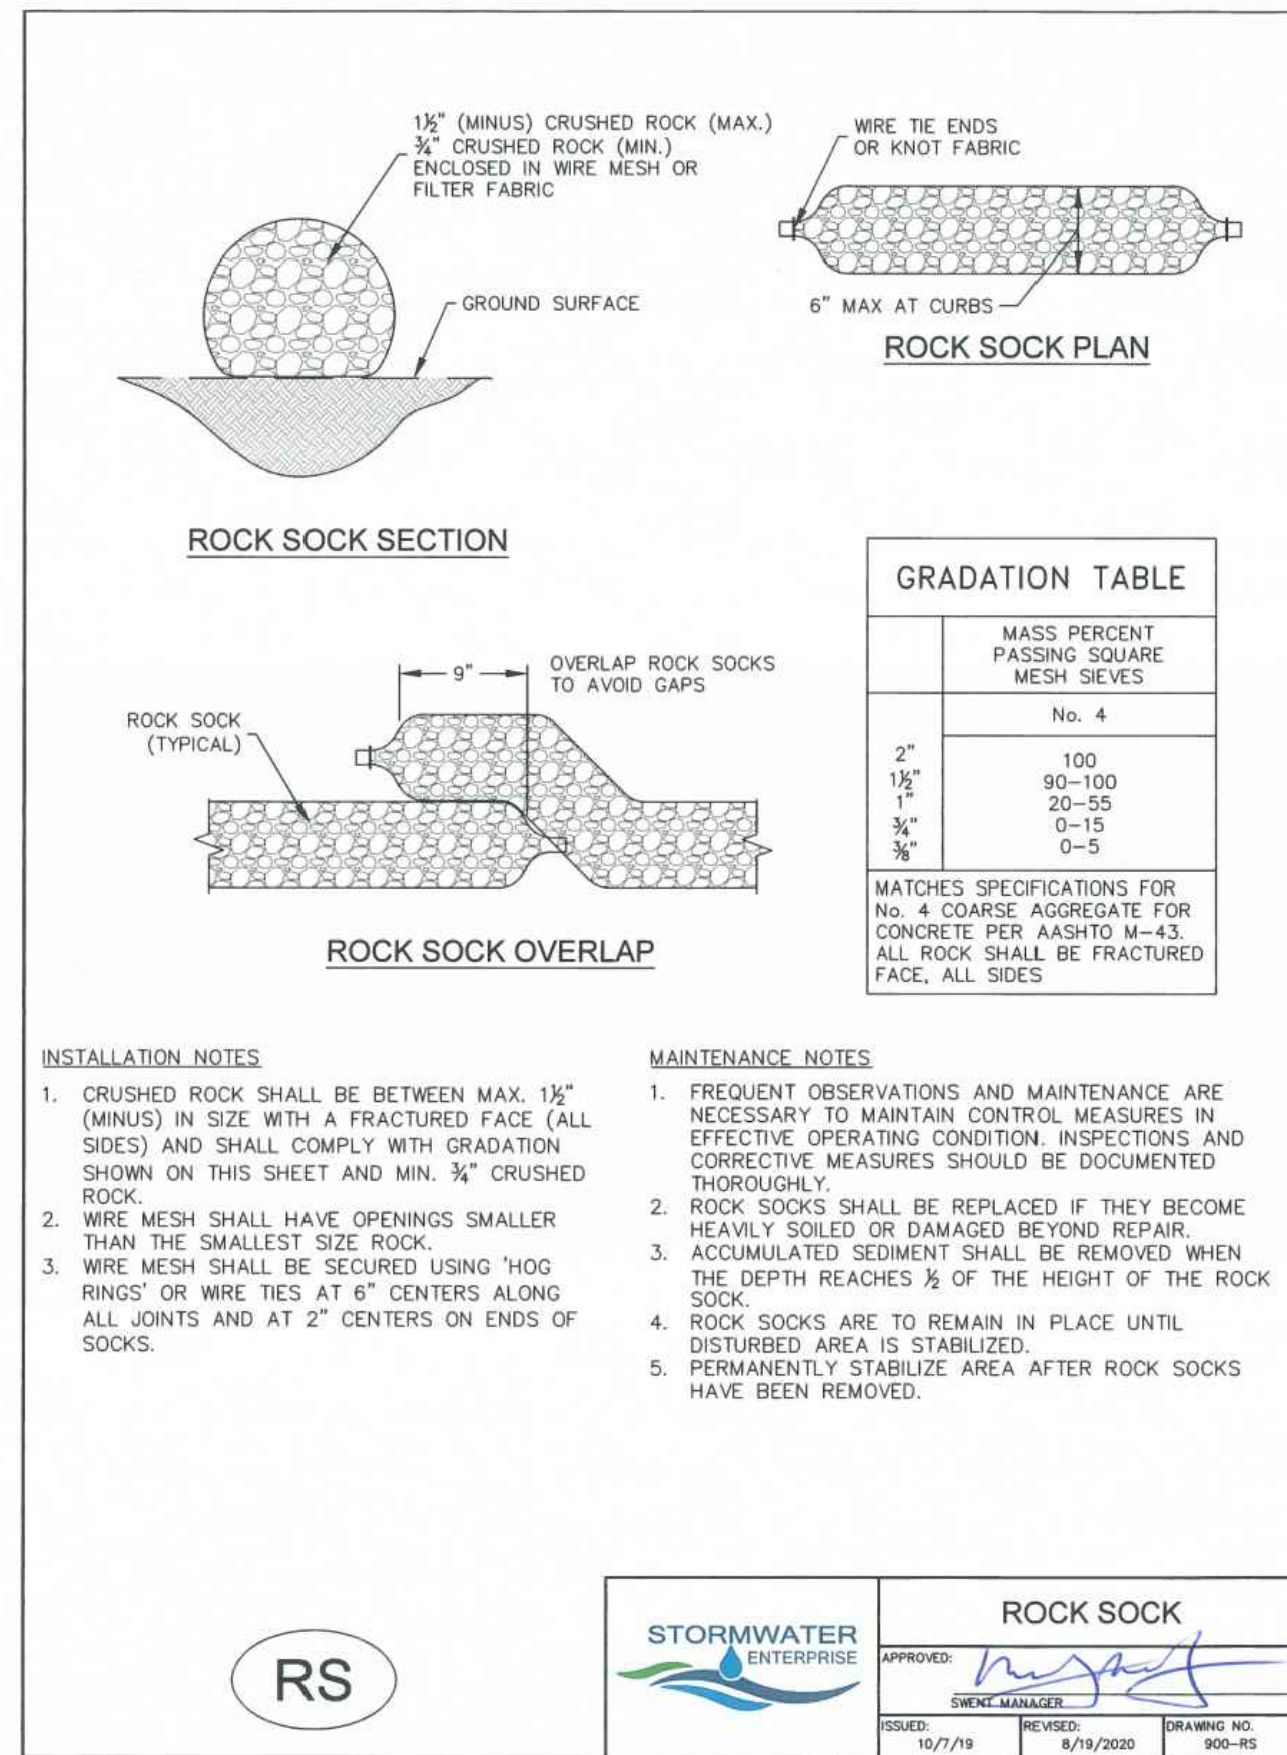 1½" (MINUS) CRUSHED ROCK (MAX.)
¾" CRUSHED ROCK (MIN.)
ENCLOSED IN WIRE MESH OR
FILTER FABRIC
GROUND SURFACE
ROCK SOCK SECTION
WIRE TIE ENDS
OR KNOT FABRIC
6" MAX AT CURBS
ROCK SOCK PLAN
9"
OVERLAP ROCK SOCKS
TO AVOID GAPS
ROCK SOCK
(TYPICAL)
ROCK SOCK OVERLAP
GRADATION TABLE
MASS PERCENT
PASSING SQUARE
MESH SIEVES
No. 4
2" 100
1½" 90-100
1" 20-55
¾" 0-15
⅜" 0-5
MATCHES SPECIFICATIONS FOR
No. 4 COARSE AGGREGATE FOR
CONCRETE PER AASHTO M-43.
ALL ROCK SHALL BE FRACTURED
FACE, ALL SIDES
INSTALLATION NOTES
1. CRUSHED ROCK SHALL BE BETWEEN MAX. 1½"
(MINUS) IN SIZE WITH A FRACTURED FACE (ALL
SIDES) AND SHALL COMPLY WITH GRADATION
SHOWN ON THIS SHEET AND MIN. ¾" CRUSHED
ROCK.
2. WIRE MESH SHALL HAVE OPENINGS SMALLER
THAN THE SMALLEST SIZE ROCK.
3. WIRE MESH SHALL BE SECURED USING 'HOG
RINGS' OR WIRE TIES AT 6" CENTERS ALONG
ALL JOINTS AND AT 2" CENTERS ON ENDS OF
SOCKS.
MAINTENANCE NOTES
1. FREQUENT OBSERVATIONS AND MAINTENANCE ARE
NECESSARY TO MAINTAIN CONTROL MEASURES IN
EFFECTIVE OPERATING CONDITION. INSPECTIONS AND
CORRECTIVE MEASURES SHOULD BE DOCUMENTED
THOROUGHLY.
2. ROCK SOCKS SHALL BE REPLACED IF THEY BECOME
HEAVILY SOILED OR DAMAGED BEYOND REPAIR.
3. ACCUMULATED SEDIMENT SHALL BE REMOVED WHEN
THE DEPTH REACHES ½ OF THE HEIGHT OF THE ROCK
SOCK.
4. ROCK SOCKS ARE TO REMAIN IN PLACE UNTIL
DISTURBED AREA IS STABILIZED.
5. PERMANENTLY STABILIZE AREA AFTER ROCK SOCKS
HAVE BEEN REMOVED.
RS
STORMWATER
ENTERPRISE
ROCK SOCK
APPROVED:
SWENT MANAGER
ISSUED: REVISED: DRAWING NO.
10/7/19 8/19/2020 900-RS